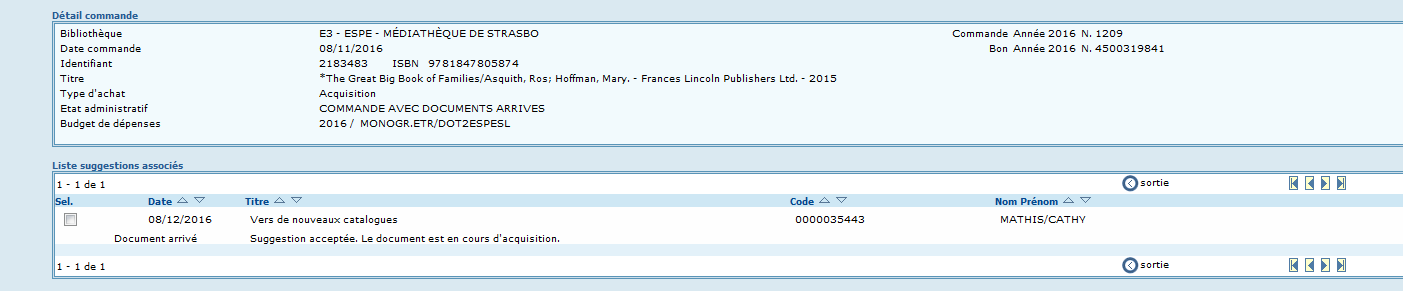 Détail commande
Bibliothèque E3 - ESPE - MÉDIATHÈQUE DE STRASBO Commande Année 2016 N. 1209
Date commande 08/11/2016 Bon Année 2016 N. 4500319841
Identifiant 2183483 ISBN 9781847805874
Titre *The Great Big Book of Families/Asquith, Ros; Hoffman, Mary. - Frances Lincoln Publishers Ltd. - 2015
Type d'achat Acquisition
Etat administratif COMMANDE AVEC DOCUMENTS ARRIVES
Budget de dépenses 2016 / MONOGR.ETR/DOT2ESPESL
Liste suggestions associés
1 - 1 de 1 sortie
Sel. Date Titre Code Nom Prénom
08/12/2016 Vers de nouveaux catalogues 0000035443 MATHIS/CATHY
Document arrivé Suggestion acceptée. Le document est en cours d'acquisition.
1 - 1 de 1 sortie